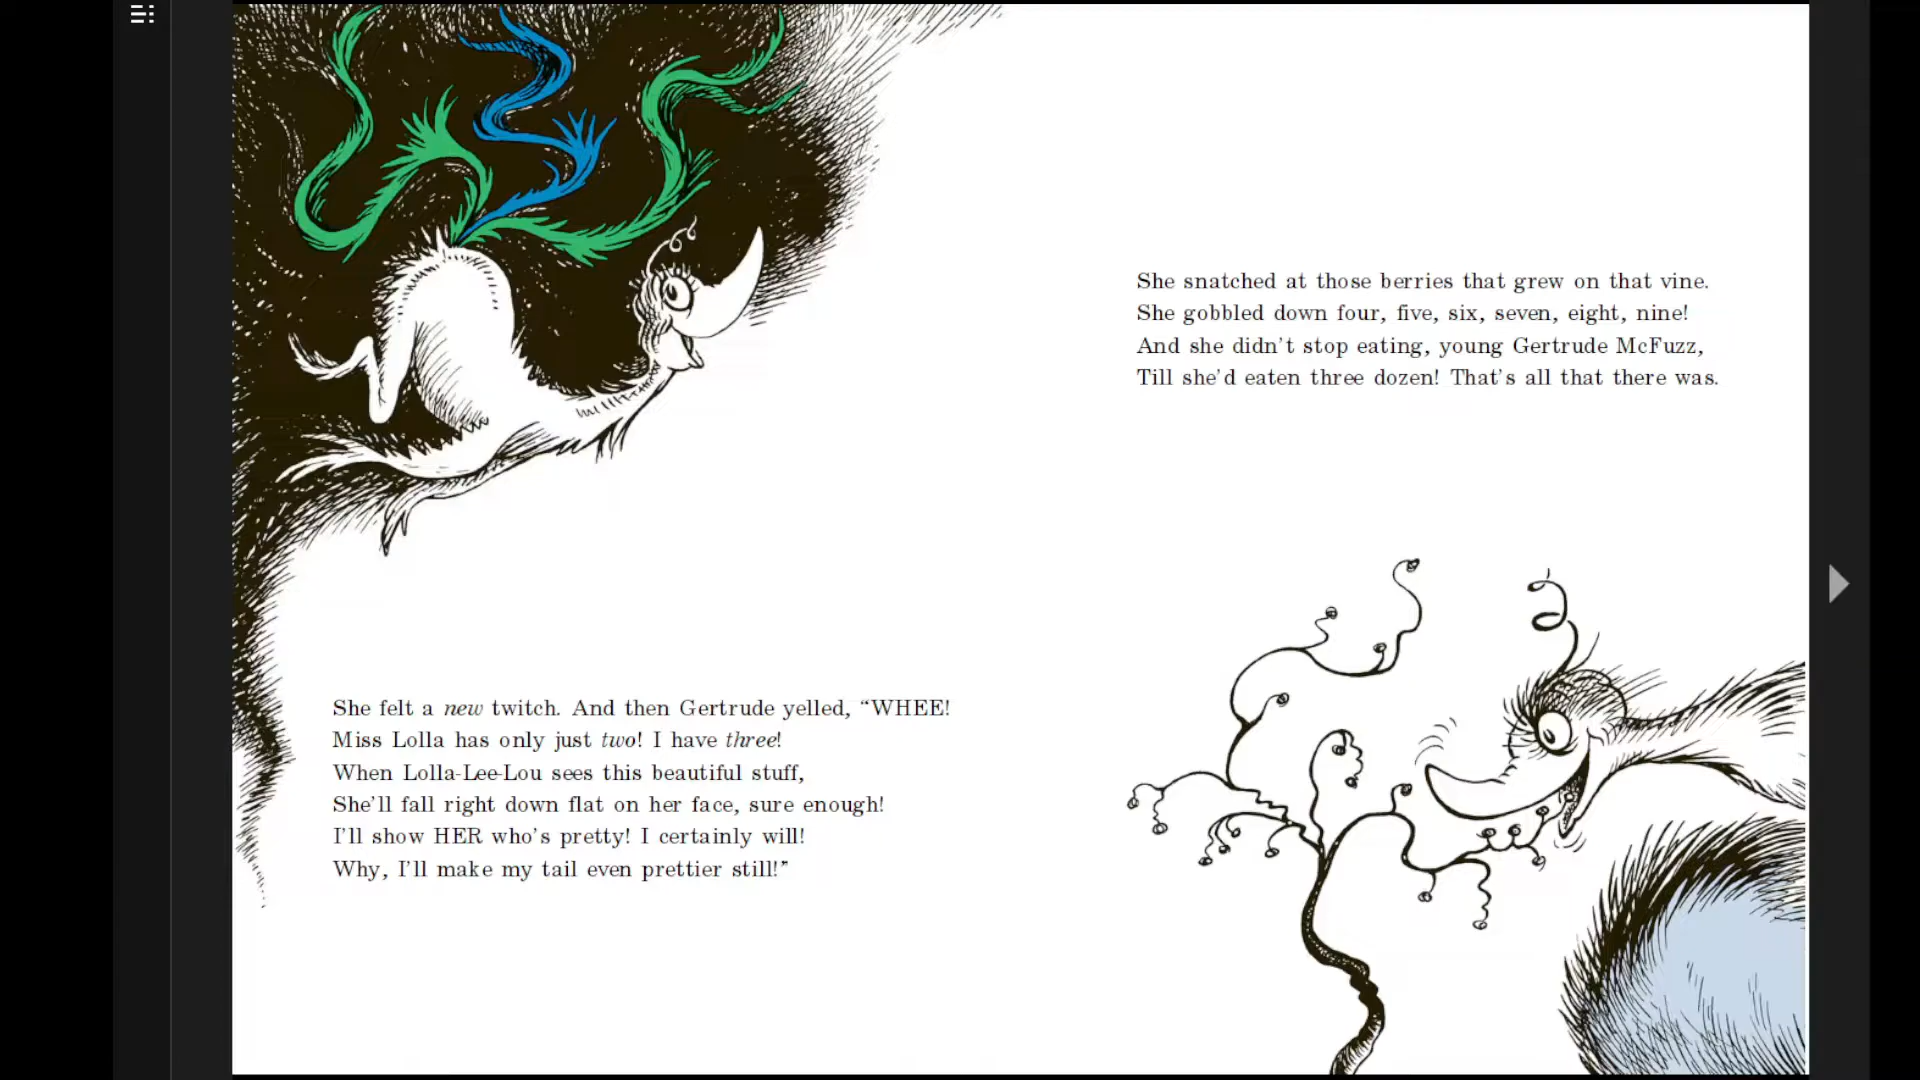 She felt a new twitch. And then Gertrude yelled, “WHEE!
Miss Lolla has only just two! I have three!
When Lolla-Lee-Lou sees this beautiful stuff,
She’ll fall right down flat on her face, sure enough!
I’ll show HER who’s pretty! I certainly will!
Why, I’ll make my tail even prettier still!”
She snatched at those berries that grew on that vine.
She gobbled down four, five, six, seven, eight, nine!
And she didn’t stop eating, young Gertrude McFuzz,
Till she’d eaten three dozen! That’s all that there was.